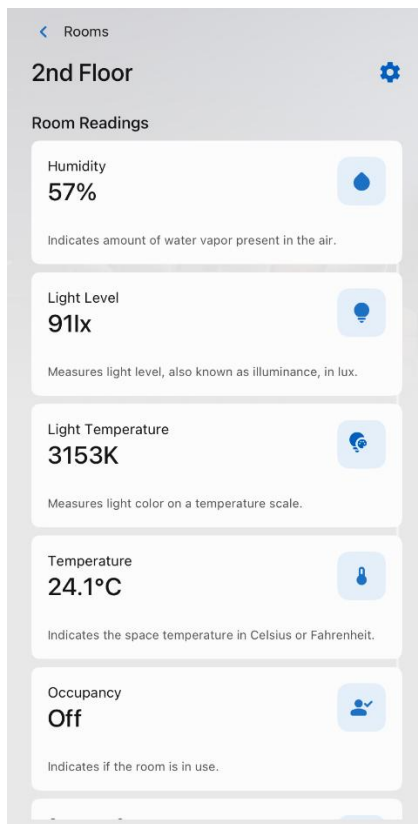 Rooms
2nd Floor
Room Readings
Humidity
57%
Indicates amount of water vapor present in the air.
Light Level
91lx
Measures light level, also known as illuminance, in lux.
Light Temperature
3153K
Measures light color on a temperature scale.
Temperature
24.1°C
Indicates the space temperature in Celsius or Fahrenheit.
Occupancy
Off
Indicates if the room is in use.